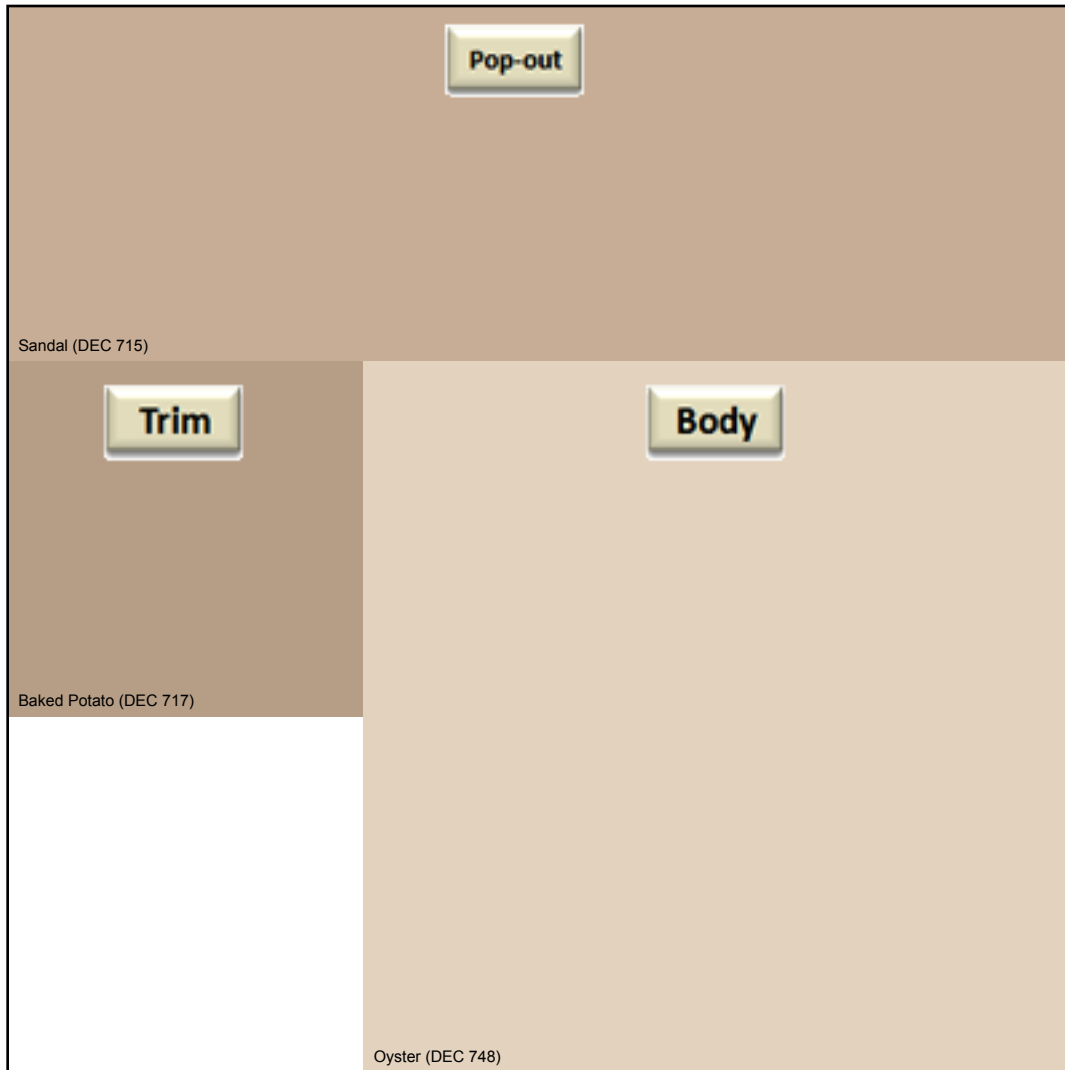 Pop-out
Sandal (DEC 715)
Trim
Baked Potato (DEC 717)
Body
Oyster (DEC 748)